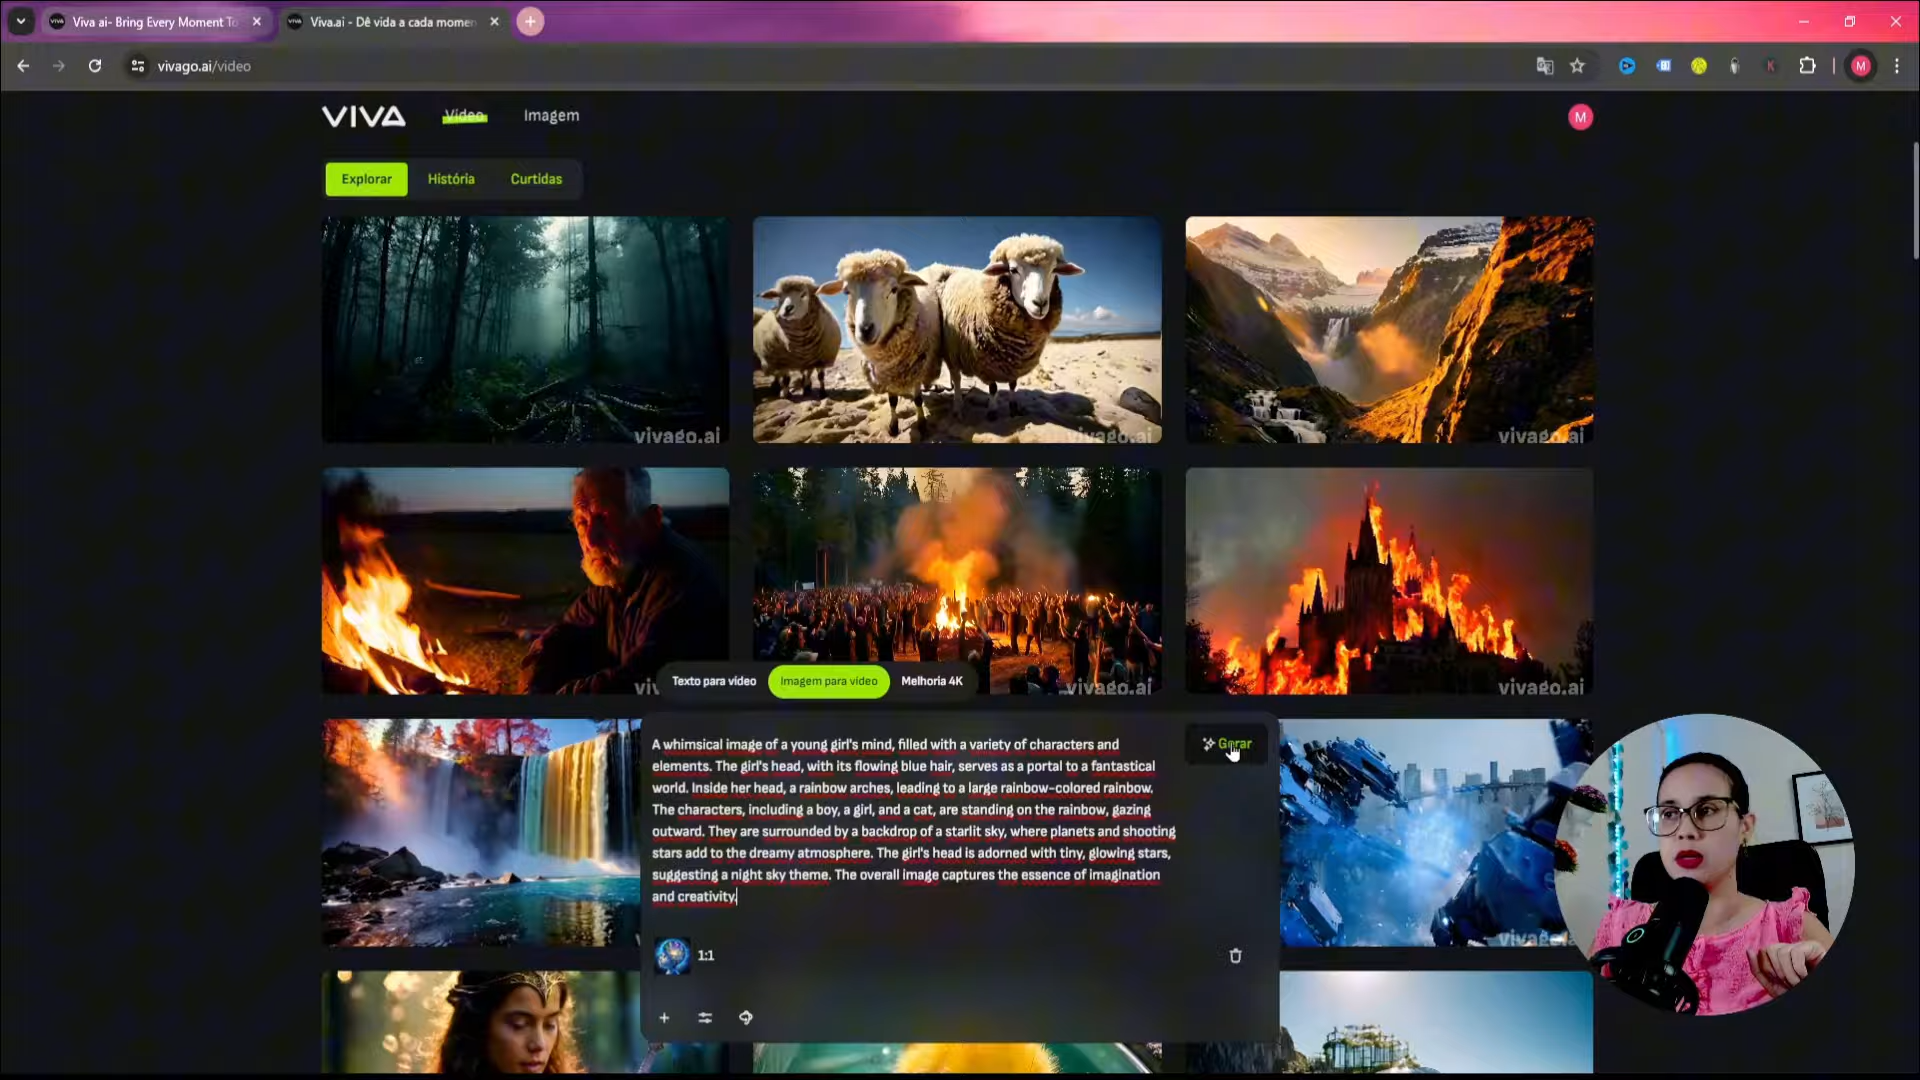 Viva ai- Bring Every Moment To
Viva.ai - Dê vida a cada momen
vivago.ai/video
K
M
VIVA
Vídeo
Imagem
M
Explorar
História
Curtidas
vivago.ai
vivago.ai
vivago.ai
vivago.ai
vivago.ai
Texto para vídeo
Imagem para vídeo
Melhoria 4K
A whimsical image of a young girl's mind, filled with a variety of characters and
elements. The girl's head, with its flowing blue hair, serves as a portal to a fantastical
world. Inside her head, a rainbow arches, leading to a large rainbow-colored rainbow.
The characters, including a boy, a girl, and a cat, are standing on the rainbow, gazing
outward. They are surrounded by a backdrop of a starlit sky, where planets and shooting
stars add to the dreamy atmosphere. The girl's head is adorned with tiny, glowing stars,
suggesting a night sky theme. The overall image captures the essence of imagination
and creativity.
Gerar
1:1